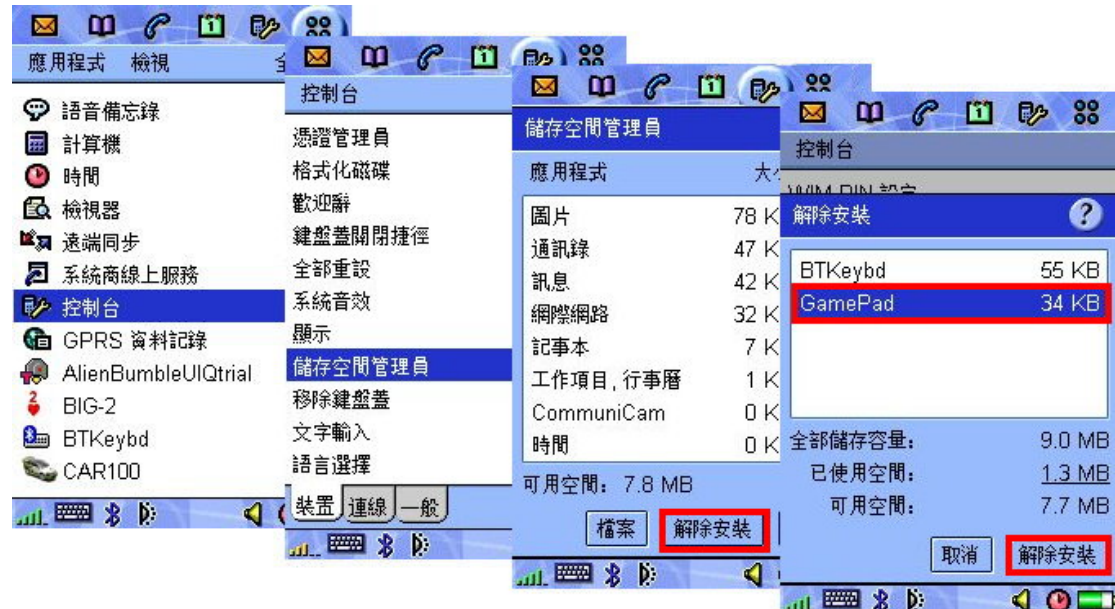 應用程式 檢視
語音備忘錄
計算機
時間
檢視器
遠端同步
系統商線上服務
控制台
GPRS 資料記錄
AlienBumbleUIQtrial
BIG-2
BTKeybd
CAR100
控制台
憑證管理員
格式化磁碟
歡迎辭
鍵盤蓋關閉捷徑
全部重設
系統音效
顯示
儲存空間管理員
移除鍵盤蓋
文字輸入
語言選擇
裝置 連線 一般
儲存空間管理員
應用程式 大
圖片 78 K
通訊錄 47 K
訊息 42 K
網際網路 32 K
記事本 7 K
工作項目, 行事曆 1 K
CommuniCam 0 K
時間 0 K
可用空間: 7.8 MB
檔案 解除安裝
控制台
WIM PIN 設定
解除安裝
BTKeybd 55 KB
GamePad 34 KB
全部儲存容量: 9.0 MB
已使用空間: 1.3 MB
可用空間: 7.7 MB
取消 解除安裝